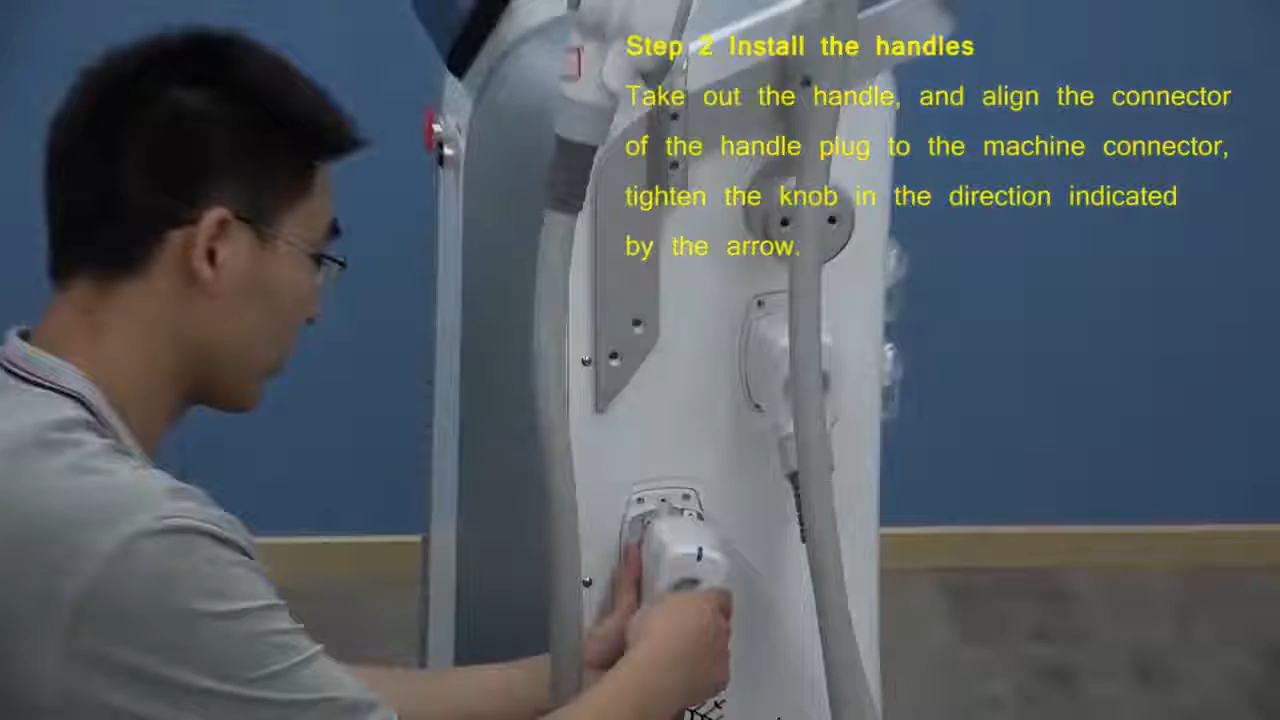 Step 2 Install the handles
Take out the handle, and align the connector
of the handle plug to the machine connector,
tighten the knob in the direction indicated
by the arrow.